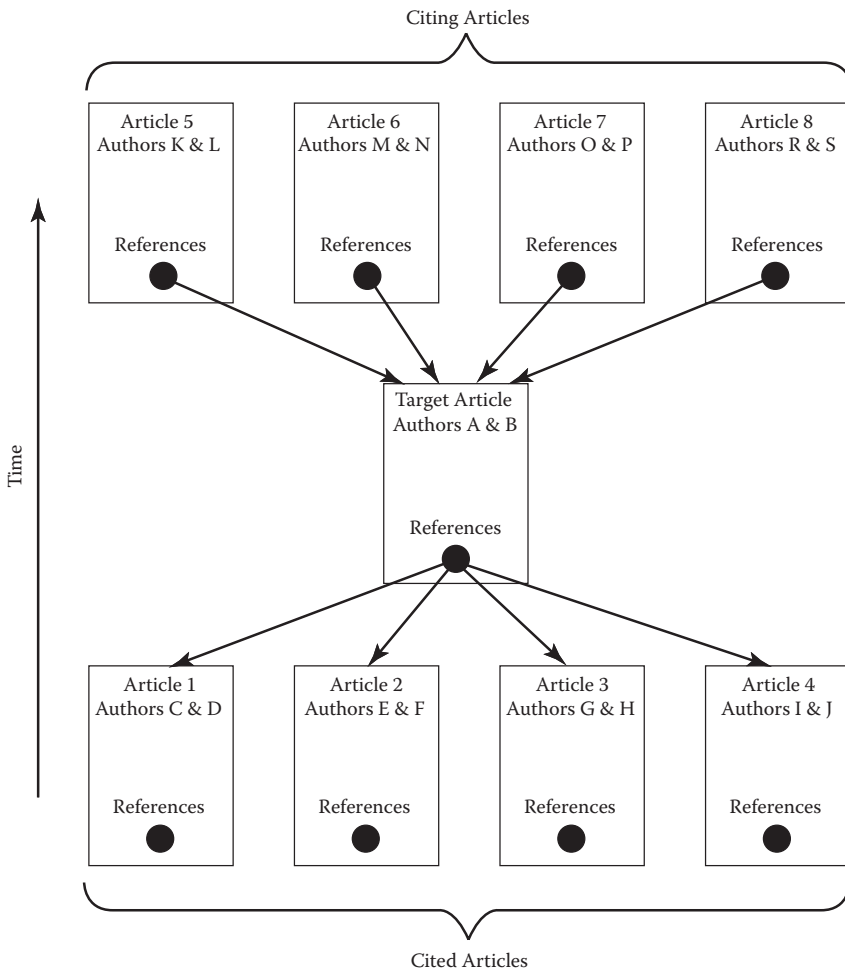 Citing Articles
Article 5
Authors K & L
References
Article 6
Authors M & N
References
Article 7
Authors O & P
References
Article 8
Authors R & S
References
Time
Target Article
Authors A & B
References
Article 1
Authors C & D
References
Article 2
Authors E & F
References
Article 3
Authors G & H
References
Article 4
Authors I & J
References
Cited Articles